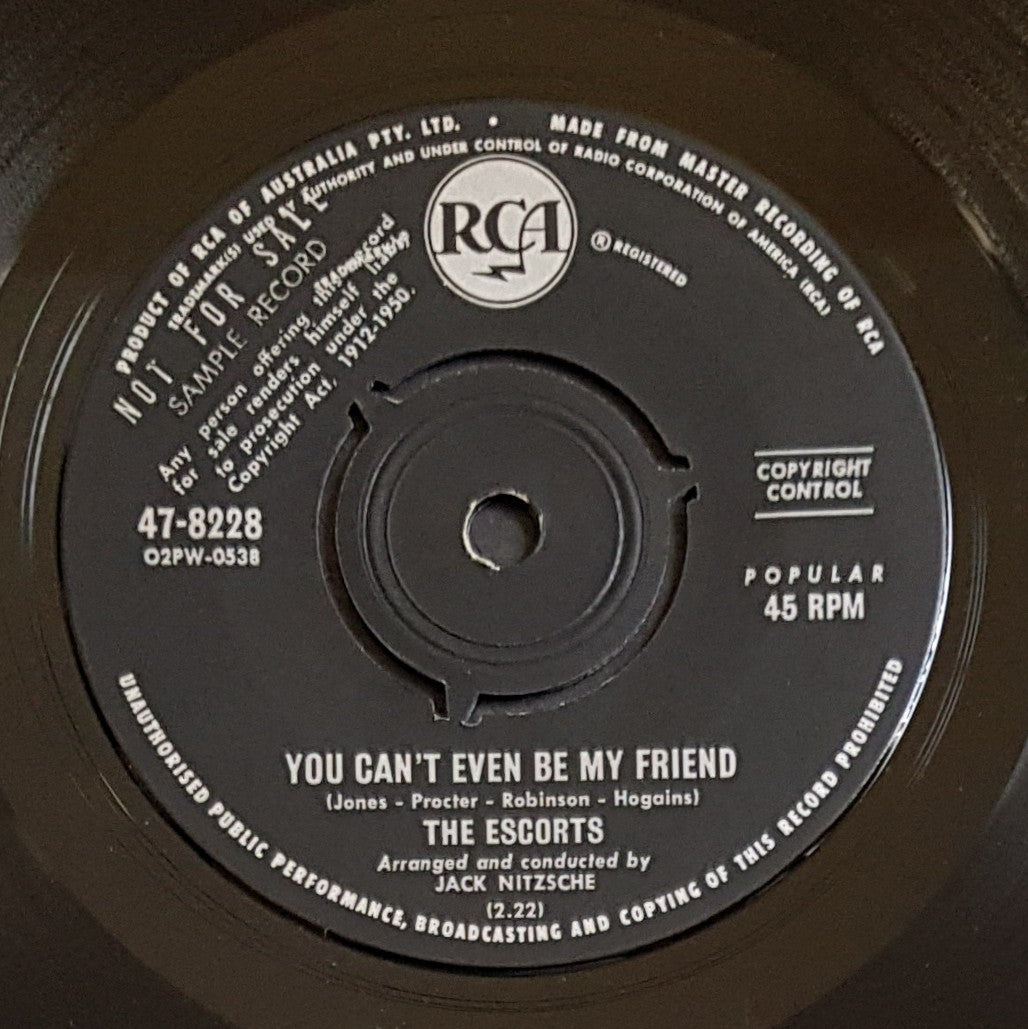 PRODUCT OF RCA OF AUSTRALIA PTY. LTD. • MADE FROM MASTER RECORDING OF RCA
TRADEMARK(S) USED BY AUTHORITY AND UNDER CONTROL OF RADIO CORPORATION OF AMERICA (RCA)
RCA
® REGISTERED
NOT FOR SALE
SAMPLE RECORD
Any person offering this record
for sale renders himself liable
to prosecution under the
Copyright Act, 1912-1950.
47-8228
O2PW-0538
COPYRIGHT
CONTROL
POPULAR
45 RPM
YOU CAN'T EVEN BE MY FRIEND
(Jones - Procter - Robinson - Hogains)
THE ESCORTS
Arranged and conducted by
JACK NITZSCHE
(2.22)
UNAUTHORISED PUBLIC PERFORMANCE, BROADCASTING AND COPYING OF THIS RECORD PROHIBITED